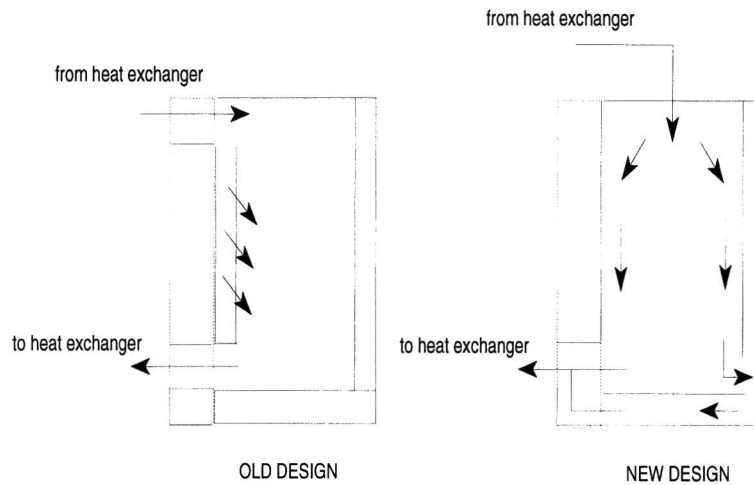 from heat exchanger
from heat exchanger
to heat exchanger
to heat exchanger
OLD DESIGN
NEW DESIGN